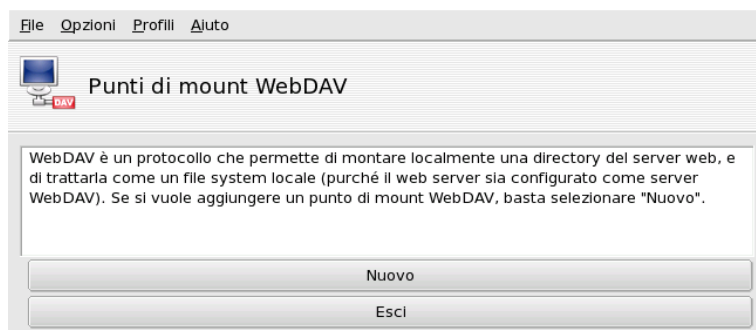 File Opzioni Profili Aiuto
DAV
Punti di mount WebDAV
WebDAV è un protocollo che permette di montare localmente una directory del server web, e
di trattarla come un file system locale (purché il web server sia configurato come server
WebDAV). Se si vuole aggiungere un punto di mount WebDAV, basta selezionare "Nuovo".
Nuovo
Esci